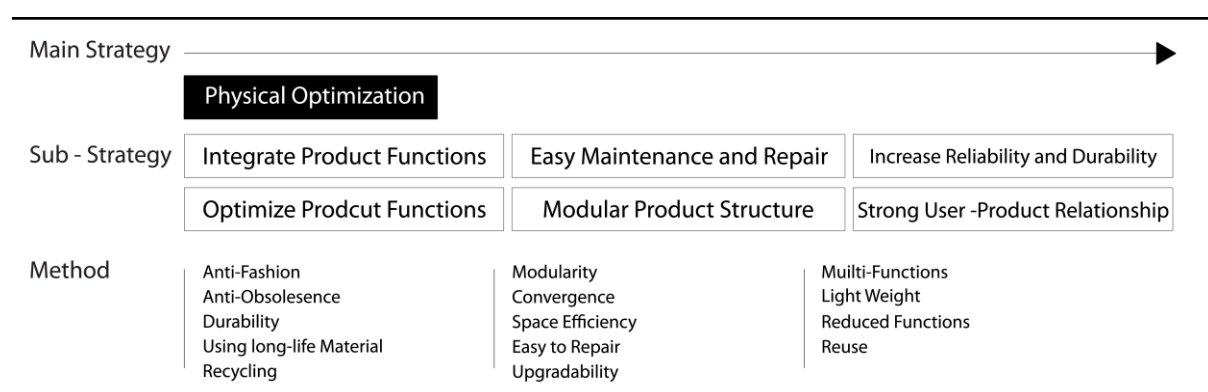 Main Strategy
Physical Optimization
Sub - Strategy
Integrate Product Functions
Easy Maintenance and Repair
Increase Reliability and Durability
Optimize Prodcut Functions
Modular Product Structure
Strong User -Product Relationship
Method
Anti-Fashion
Anti-Obsolesence
Durability
Using long-life Material
Recycling
Modularity
Convergence
Space Efficiency
Easy to Repair
Upgradability
Muilti-Functions
Light Weight
Reduced Functions
Reuse